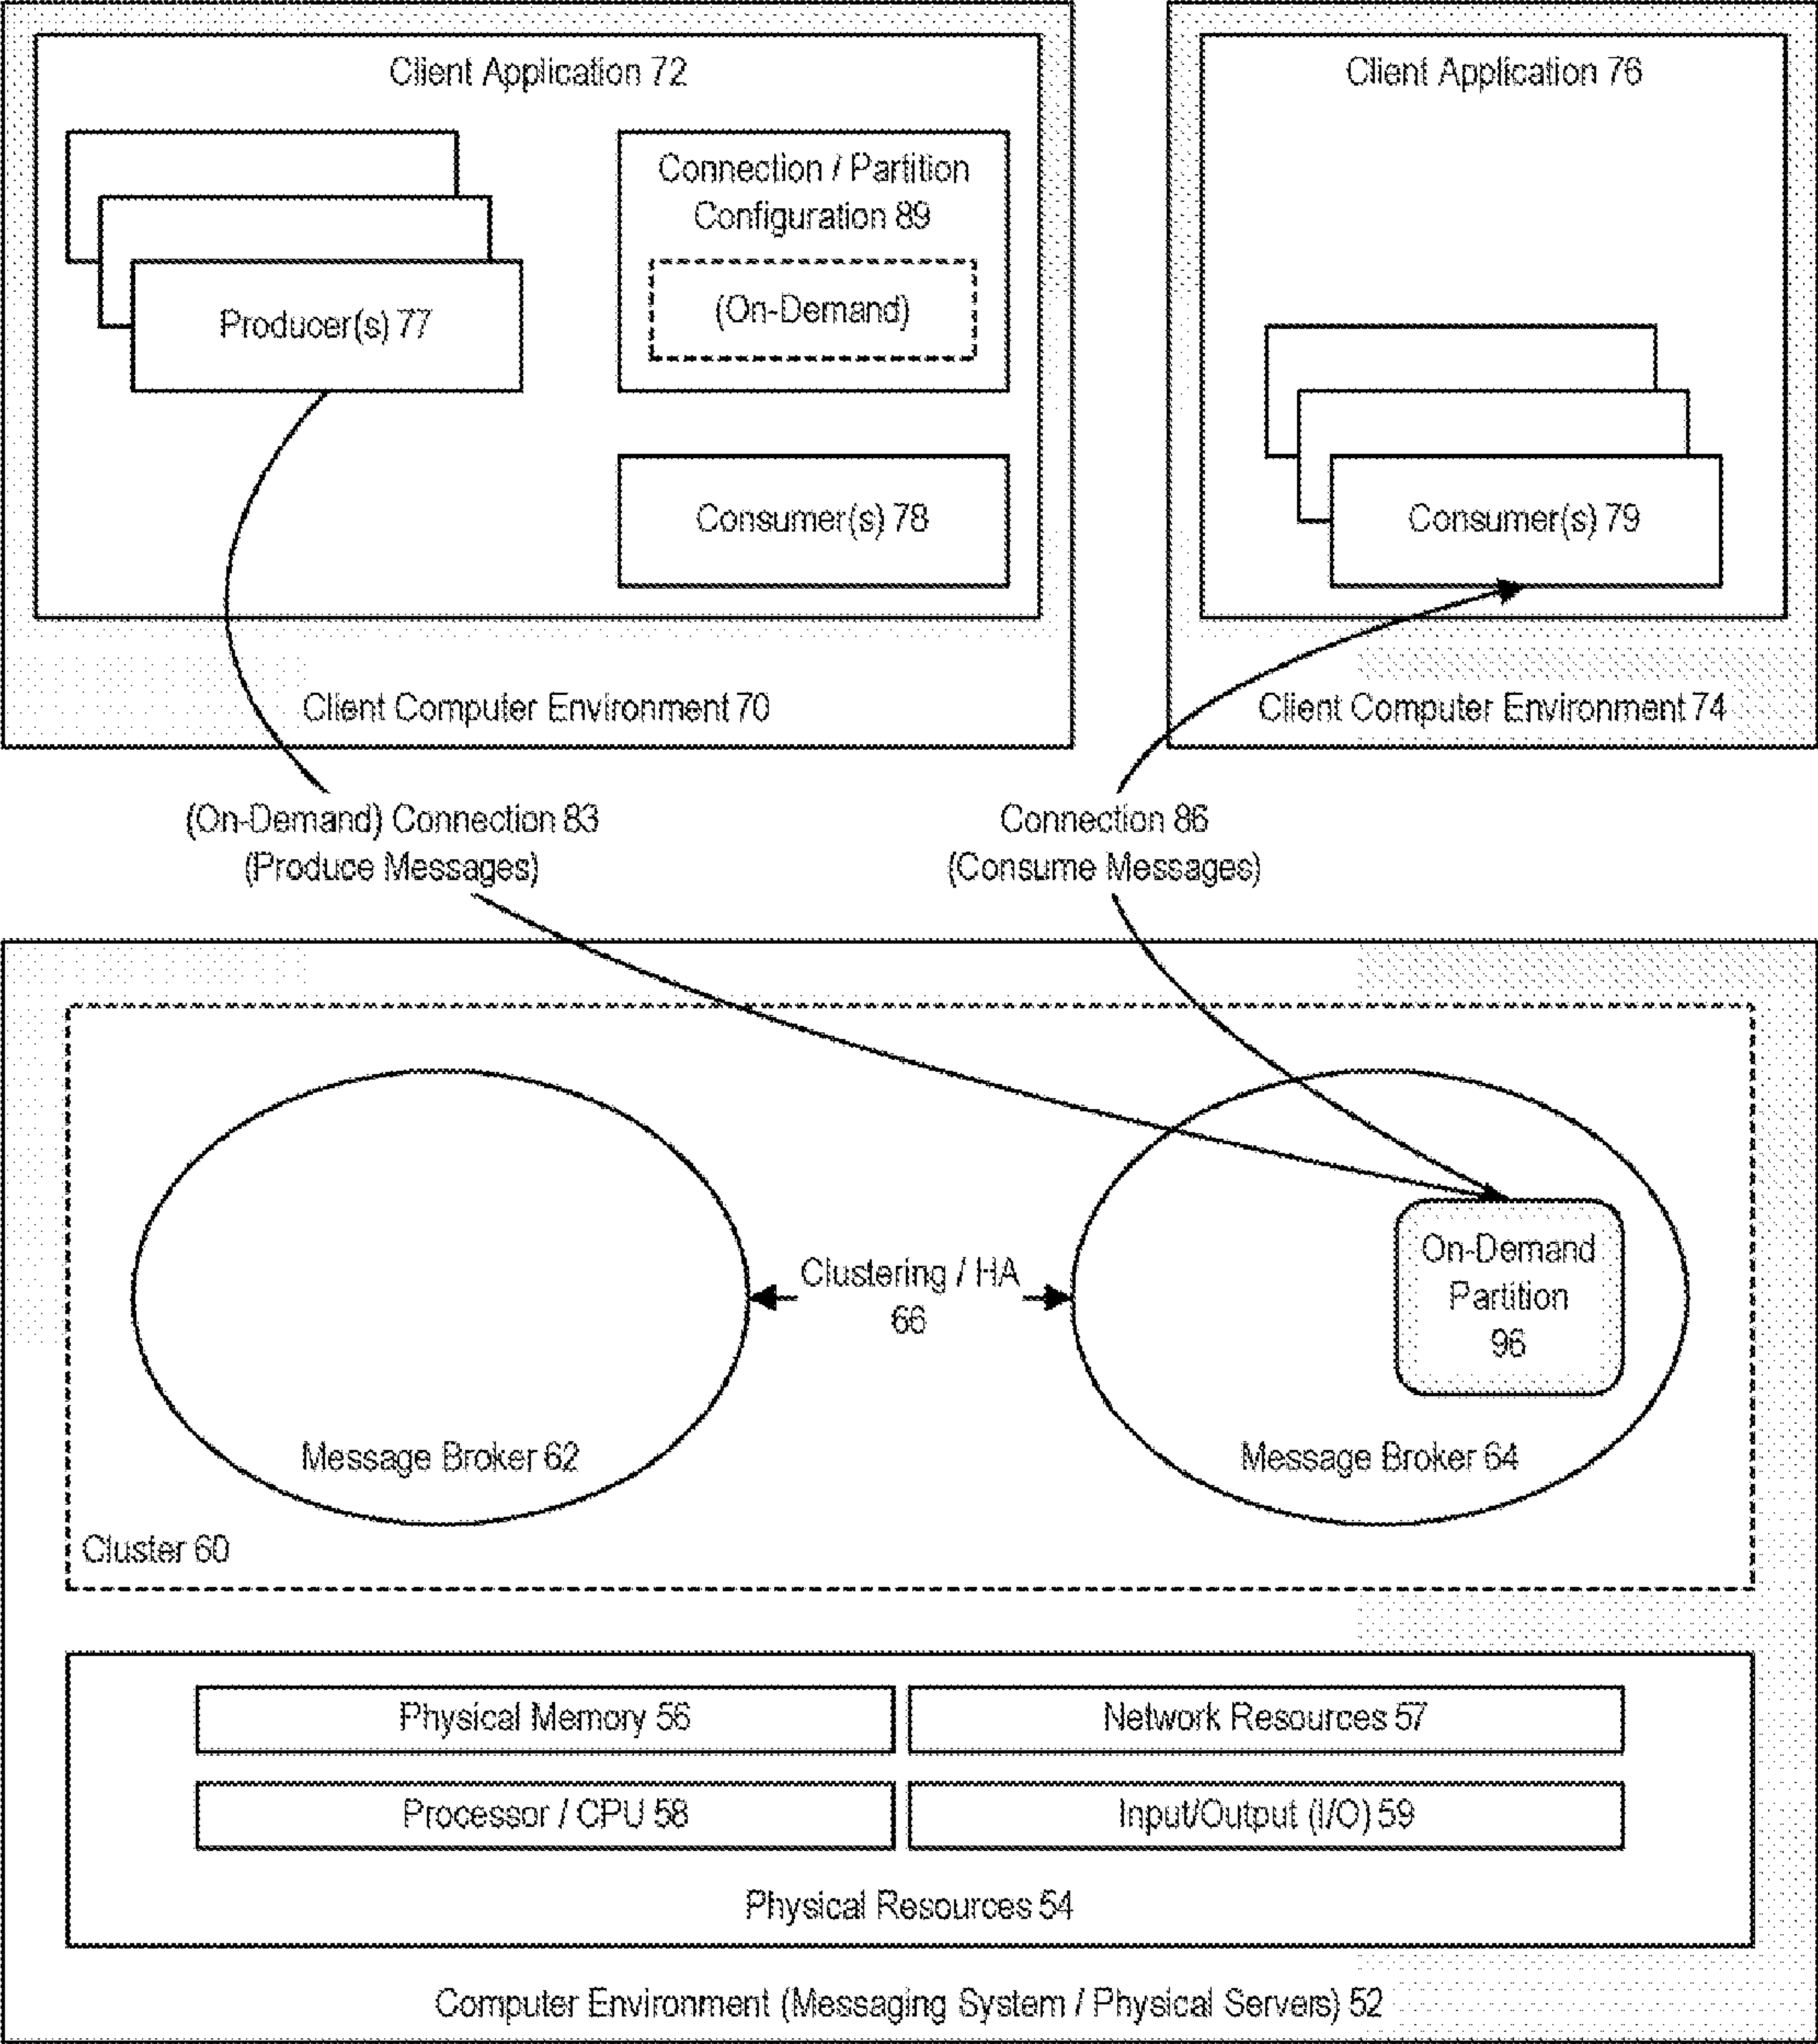 Client Application 72
Connection / Partition
Configuration 89
(On-Demand)
Producer(s) 77
Consumer(s) 78
Client Computer Environment 70
Client Application 76
Consumer(s) 79
Client Computer Environment 74
(On-Demand) Connection 83
(Produce Messages)
Connection 86
(Consume Messages)
Clustering / HA
66
On-Demand
Partition
96
Message Broker 62
Message Broker 64
Cluster 60
Physical Memory 56
Network Resources 57
Processor / CPU 58
Input/Output (I/O) 59
Physical Resources 54
Computer Environment (Messaging System / Physical Servers) 52